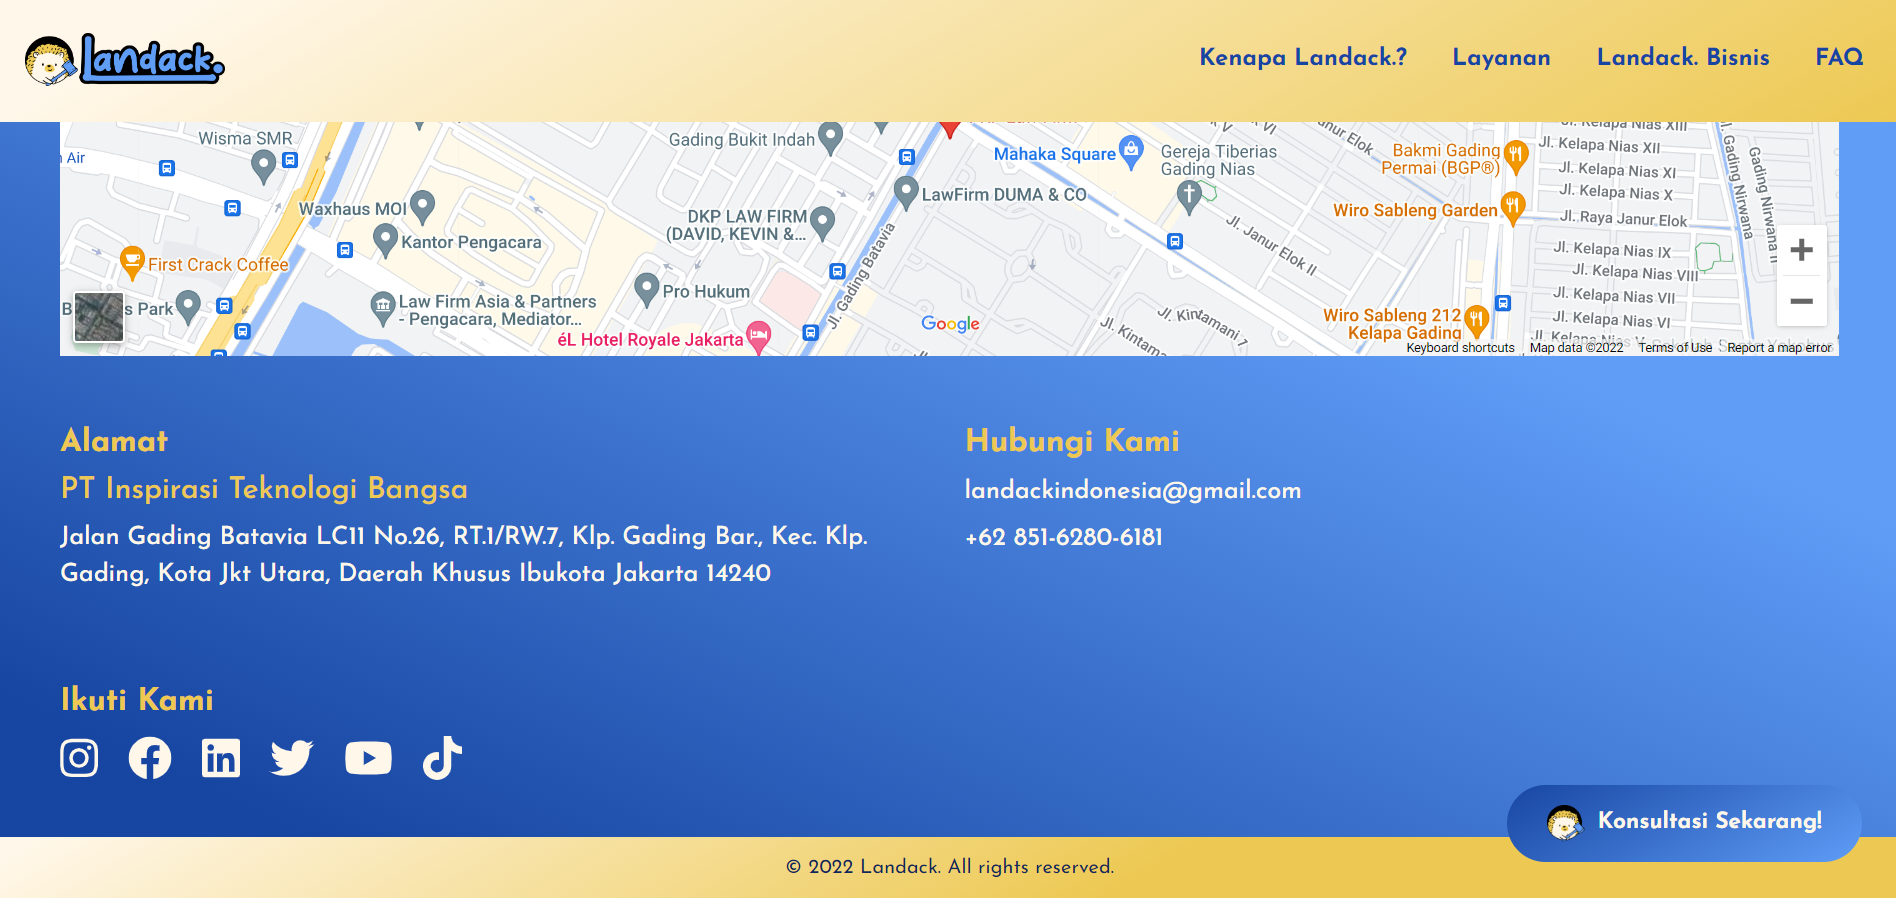 Landack.
Kenapa Landack.?
Layanan
Landack. Bisnis
FAQ
Wisma SMR
Air
Gading Bukit Indah
Mahaka Square
Gereja Tiberias
Gading Nias
Bakmi Gading
Permai (BGP®)
Jl. Kelapa Nias XIII
Jl. Kelapa Nias XII
Jl. Kelapa Nias XI
Jl. Kelapa Nias X
Gading Nirwana
Gading Nirwana II
Waxhaus MOI
LawFirm DUMA & CO
Wiro Sableng Garden
Jl. Raya Janur Elok
DKP LAW FIRM
(DAVID, KEVIN &...
Kantor Pengacara
Jl. Janur Elok II
Jl. Kelapa Nias IX
First Crack Coffee
Jl. Kelapa Nias VIII
Jl. Gading Batavia
Pro Hukum
Jl. Kelapa Nias VII
Law Firm Asia & Partners
- Pengacara, Mediator...
s Park
Google
Jl. Kintamani 7
Jl. Kintama
Wiro Sableng 212
Kelapa Gading
Jl. Kelapa Nias VI
éL Hotel Royale Jakarta
Jl. Kelapa Nias V
Keyboard shortcuts
Map data ©2022
Terms of Use
Report a map error
Alamat
PT Inspirasi Teknologi Bangsa
Jalan Gading Batavia LC11 No.26, RT.1/RW.7, Klp. Gading Bar., Kec. Klp.
Gading, Kota Jkt Utara, Daerah Khusus Ibukota Jakarta 14240
Hubungi Kami
landackindonesia@gmail.com
+62 851-6280-6181
Ikuti Kami
Konsultasi Sekarang!
© 2022 Landack. All rights reserved.